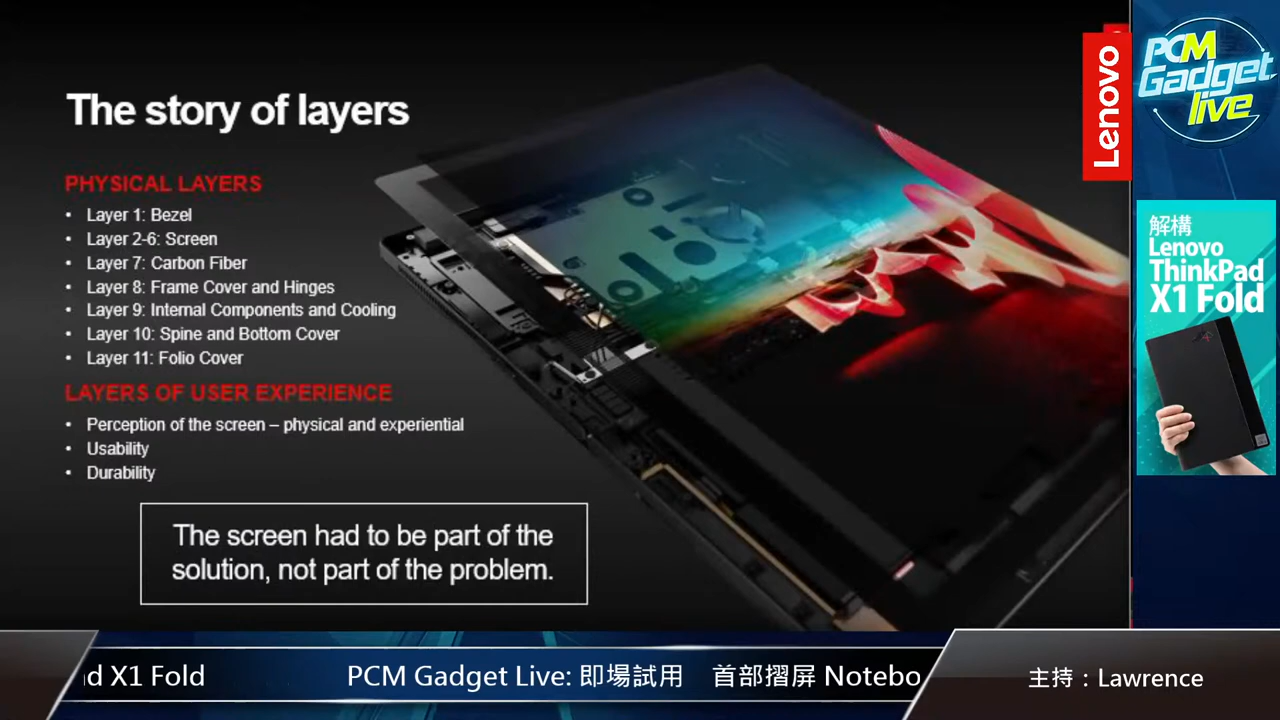 The story of layers
PHYSICAL LAYERS
• Layer 1: Bezel
• Layer 2-6: Screen
• Layer 7: Carbon Fiber
• Layer 8: Frame Cover and Hinges
• Layer 9: Internal Components and Cooling
• Layer 10: Spine and Bottom Cover
• Layer 11: Folio Cover
LAYERS OF USER EXPERIENCE
• Perception of the screen – physical and experiential
• Usability
• Durability
The screen had to be part of the
solution, not part of the problem.
Lenovo
PCM
Gadget
live
解構
Lenovo
ThinkPad
X1 Fold
d X1 Fold PCM Gadget Live: 即場試用 首部摺屏 Notebo
主持：Lawrence